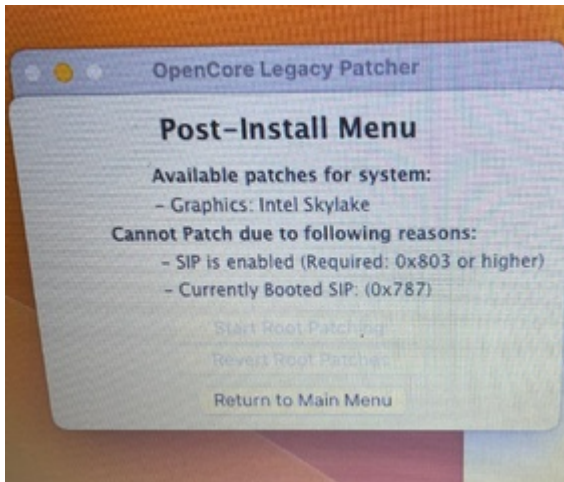 OpenCore Legacy Patcher
Post-Install Menu
Available patches for system:
- Graphics: Intel Skylake
Cannot Patch due to following reasons:
- SIP is enabled (Required: 0x803 or higher)
- Currently Booted SIP: (0x787)
Start Root Patching
Revert Root Patches
Return to Main Menu